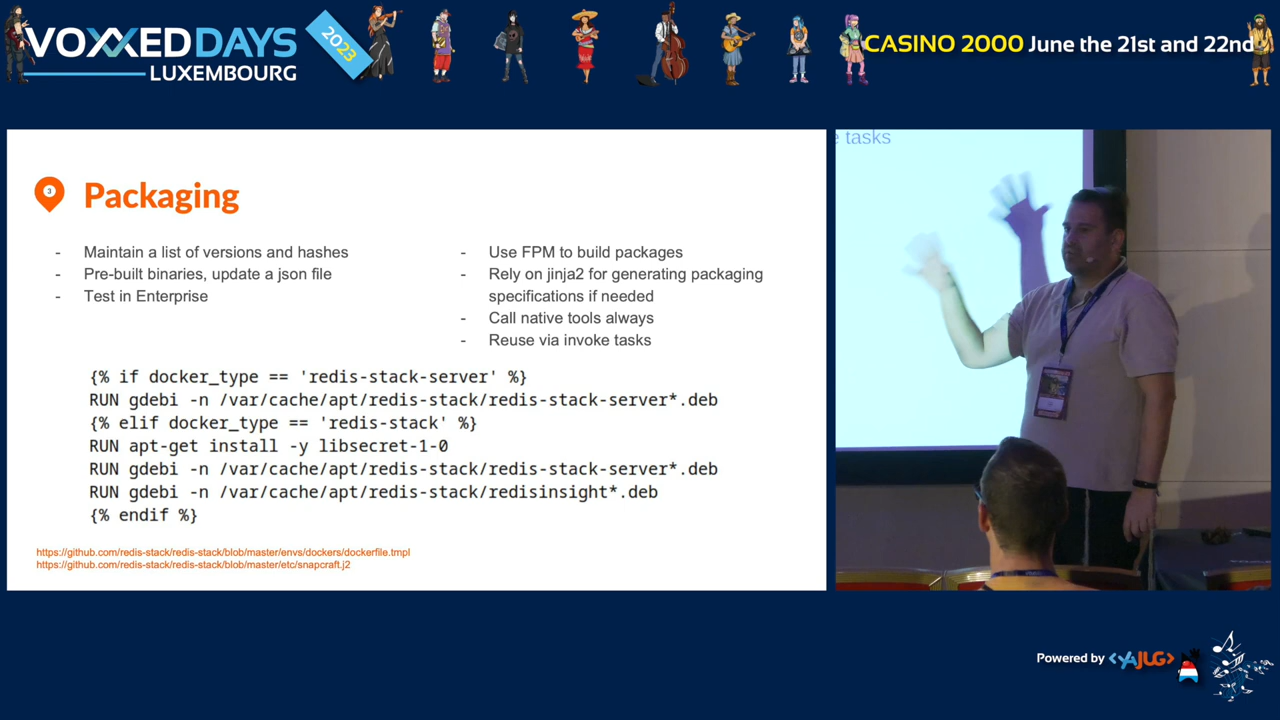 VOXXED DAYS
LUXEMBOURG
2023
CASINO 2000 June the 21st and 22nd
3
Packaging
- Maintain a list of versions and hashes
- Pre-built binaries, update a json file
- Test in Enterprise
- Use FPM to build packages
- Rely on jinja2 for generating packaging
specifications if needed
- Call native tools always
- Reuse via invoke tasks
{% if docker_type == 'redis-stack-server' %}
RUN gdebi -n /var/cache/apt/redis-stack/redis-stack-server*.deb
{% elif docker_type == 'redis-stack' %}
RUN apt-get install -y libsecret-1-0
RUN gdebi -n /var/cache/apt/redis-stack/redis-stack-server*.deb
RUN gdebi -n /var/cache/apt/redis-stack/redisinsight*.deb
{% endif %}
https://github.com/redis-stack/redis-stack/blob/master/envs/dockers/dockerfile.tmpl
https://github.com/redis-stack/redis-stack/blob/master/etc/snapcraft.j2
tasks
Powered by <YAJUG>